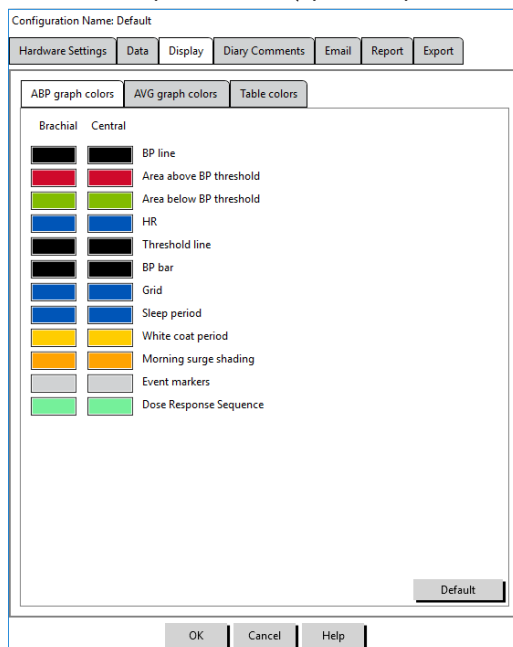 Configuration Name: Default
Hardware Settings Data Display Diary Comments Email Report Export
ABP graph colors AVG graph colors Table colors
Brachial Central
BP line
Area above BP threshold
Area below BP threshold
HR
Threshold line
BP bar
Grid
Sleep period
White coat period
Morning surge shading
Event markers
Dose Response Sequence
Default
OK Cancel Help